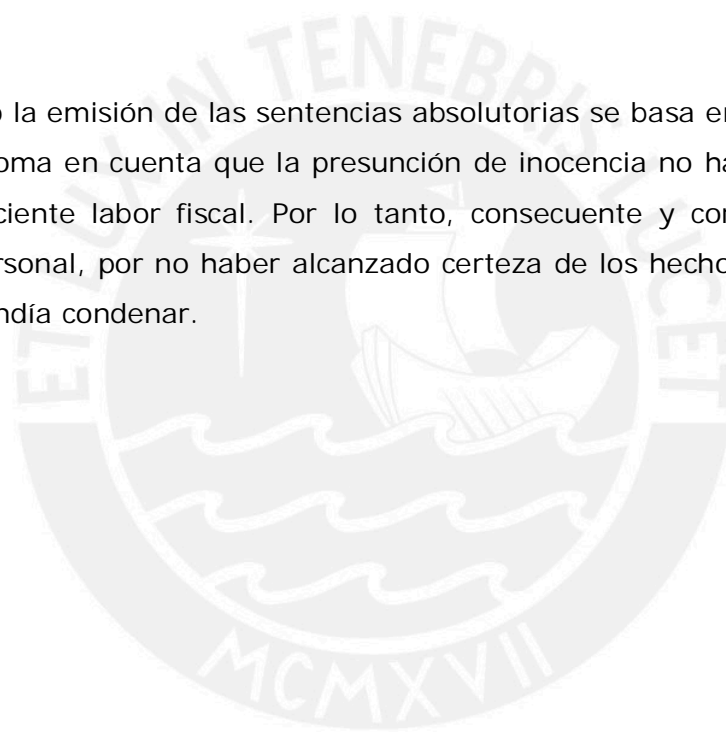 ET LUX IN TENEBRIS LUCET
o la emisión de las sentencias absolutorias se basa en
oma en cuenta que la presunción de inocencia no ha
ciente labor fiscal. Por lo tanto, consecuente y con
rsonal, por no haber alcanzado certeza de los hecho
ndía condenar.
MCMXVII